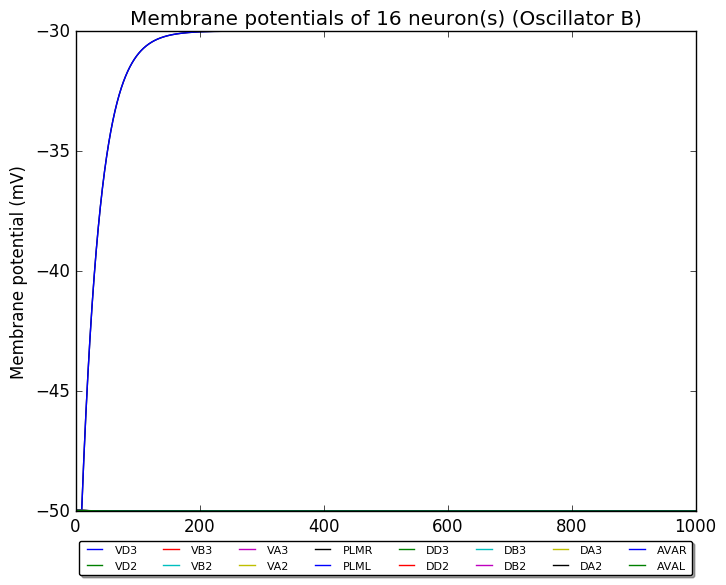 Membrane potentials of 16 neuron(s) (Oscillator B)
Membrane potential (mV)
−30
−35
−40
−45
−50
0 200 400 600 800 1000
VD3 VB3 VA3 PLMR DD3 DB3 DA3 AVAR
VD2 VB2 VA2 PLML DD2 DB2 DA2 AVAL